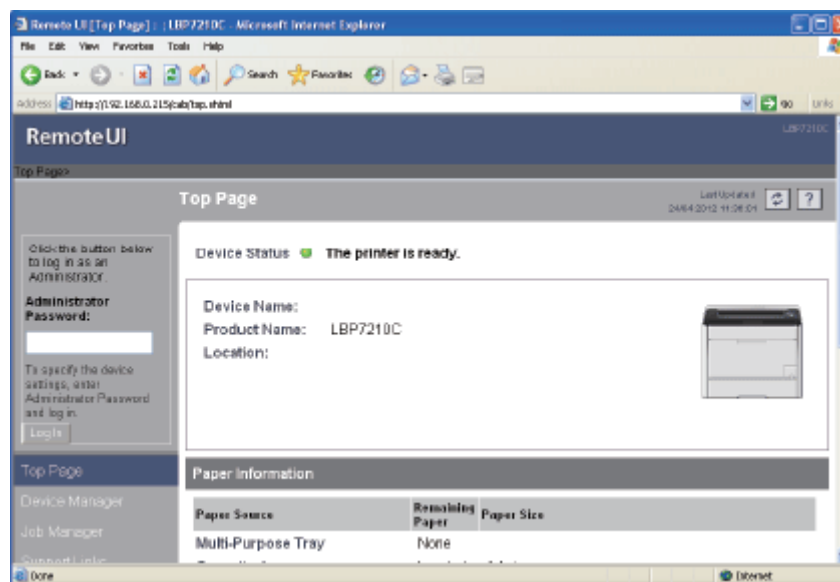 Remote UI [Top Page] : : LBP7210C - Microsoft Internet Explorer
File Edit View Favorites Tools Help
Back Search Favorites
Address http://192.168.0.215/cab/top.shtml Go Links
Remote UI
LBP7210C
Top Page>
Top Page
Last Updated
24/04/2012 11:36:01
?
Click the button below
to log in as an
Administrator.
Administrator
Password:
To specify the device
settings, enter
Administrator Password
and log in.
Log In
Top Page
Device Manager
Job Manager
Support Links
Device Status The printer is ready.
Device Name:
Product Name: LBP7210C
Location:
Paper Information
Paper Source Remaining Paper Paper Size
Multi-Purpose Tray None
Done Internet